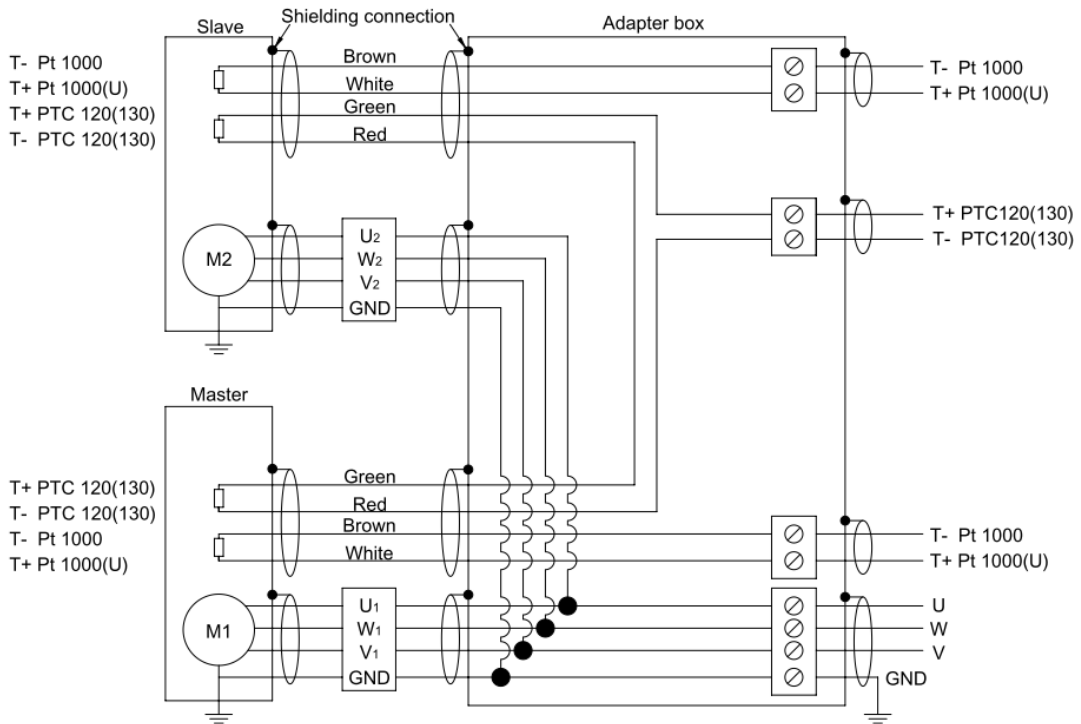 Slave
Shielding connection
Adapter box
T- Pt 1000
T+ Pt 1000(U)
T+ PTC 120(130)
T- PTC 120(130)
Brown
White
Green
Red
T- Pt 1000
T+ Pt 1000(U)
T+ PTC120(130)
T- PTC120(130)
M2
U2
W2
V2
GND
Master
T+ PTC 120(130)
T- PTC 120(130)
T- Pt 1000
T+ Pt 1000(U)
Green
Red
Brown
White
T- Pt 1000
T+ Pt 1000(U)
M1
U1
W1
V1
GND
U
W
V
GND